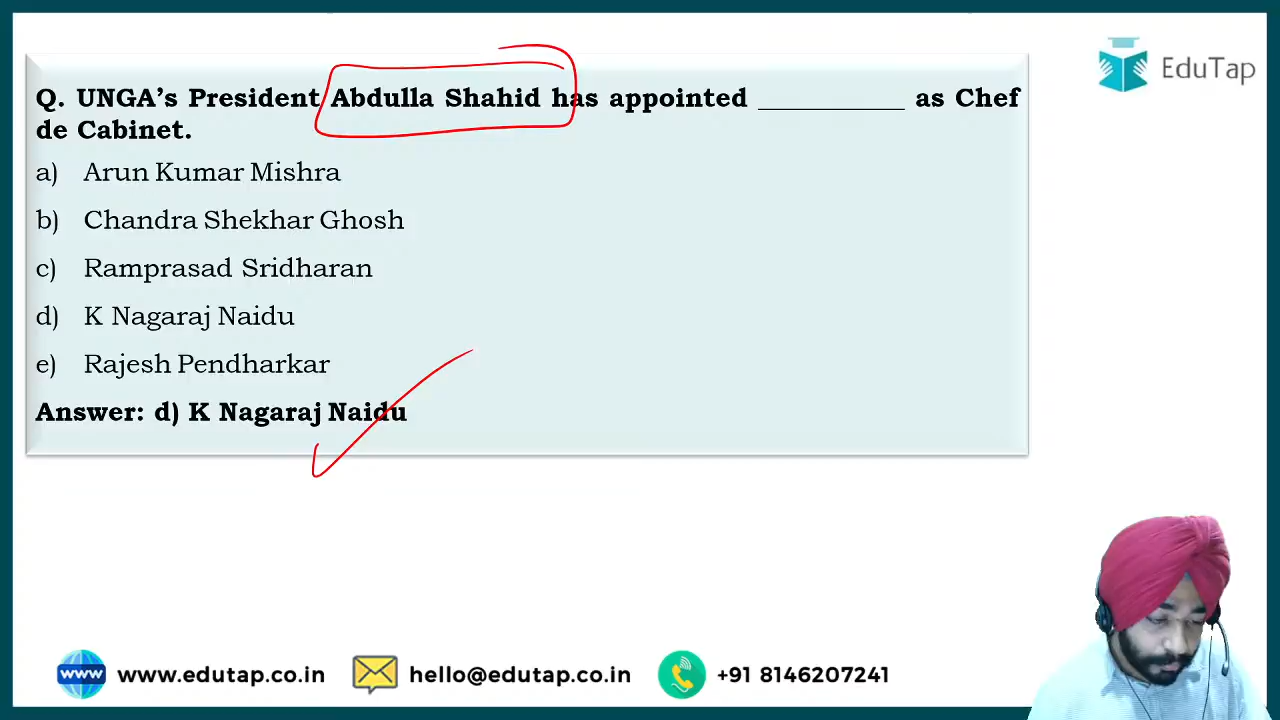 EduTap
Q. UNGA’s President Abdulla Shahid has appointed ___________ as Chef
de Cabinet.
a) Arun Kumar Mishra
b) Chandra Shekhar Ghosh
c) Ramprasad Sridharan
d) K Nagaraj Naidu
e) Rajesh Pendharkar
Answer: d) K Nagaraj Naidu
www www.edutap.co.in hello@edutap.co.in +91 8146207241